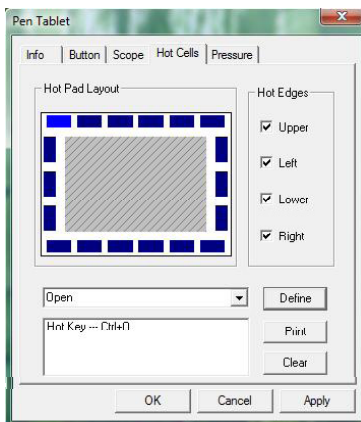 Pen Tablet
Info Button Scope Hot Cells Pressure
Hot Pad Layout
Hot Edges
Upper
Left
Lower
Right
Open
Define
Hot Key --- Ctrl+O
Print
Clear
OK Cancel Apply